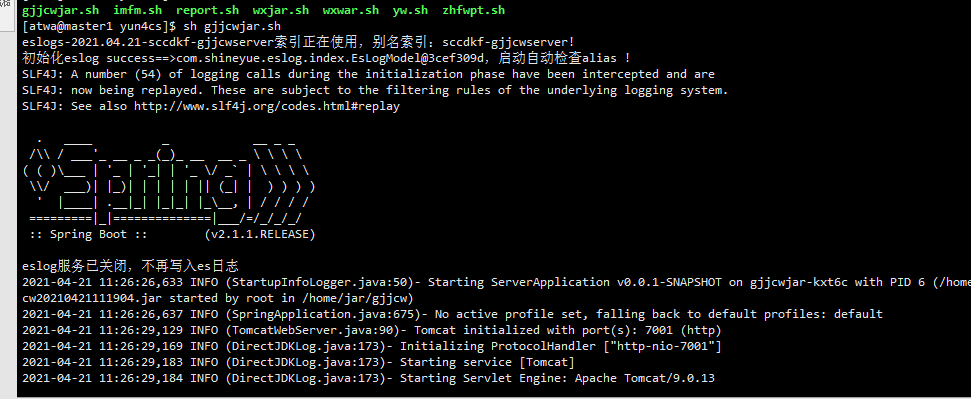 gjjcwjar.sh imfm.sh report.sh wxjar.sh wxwar.sh yw.sh zhfwpt.sh
[atwa@master1 yun4cs]$ sh gjjcwjar.sh
eslogs-2021.04.21-sccdkf-gjjcwserver索引正在使用，别名索引：sccdkf-gjjcwserver!
初始化eslog success==>com.shineyue.eslog.index.EsLogModel@3cef309d，启动自动检查alias ！
SLF4J: A number (54) of logging calls during the initialization phase have been intercepted and are
SLF4J: now being replayed. These are subject to the filtering rules of the underlying logging system.
SLF4J: See also http://www.slf4j.org/codes.html#replay
  .   ____          _            __ _ _
 /\\ / ___'_ __ _ _(_)_ __  __ _ \ \ \ \
( ( )\___ | '_ | '_| | '_ \/ _` | \ \ \ \
 \\/  ___)| |_)| | | | | || (_| |  ) ) ) )
  '  |____| .__|_| |_|_| |_\__, | / / / /
 =========|_|==============|___/=/_/_/_/
 :: Spring Boot ::        (v2.1.1.RELEASE)
eslog服务已关闭，不再写入es日志
2021-04-21 11:26:26,633 INFO (StartupInfoLogger.java:50)- Starting ServerApplication v0.0.1-SNAPSHOT on gjjcwjar-kxt6c with PID 6 (/home
cw20210421111904.jar started by root in /home/jar/gjjcw)
2021-04-21 11:26:26,637 INFO (SpringApplication.java:675)- No active profile set, falling back to default profiles: default
2021-04-21 11:26:29,129 INFO (TomcatWebServer.java:90)- Tomcat initialized with port(s): 7001 (http)
2021-04-21 11:26:29,169 INFO (DirectJDKLog.java:173)- Initializing ProtocolHandler ["http-nio-7001"]
2021-04-21 11:26:29,183 INFO (DirectJDKLog.java:173)- Starting service [Tomcat]
2021-04-21 11:26:29,184 INFO (DirectJDKLog.java:173)- Starting Servlet Engine: Apache Tomcat/9.0.13